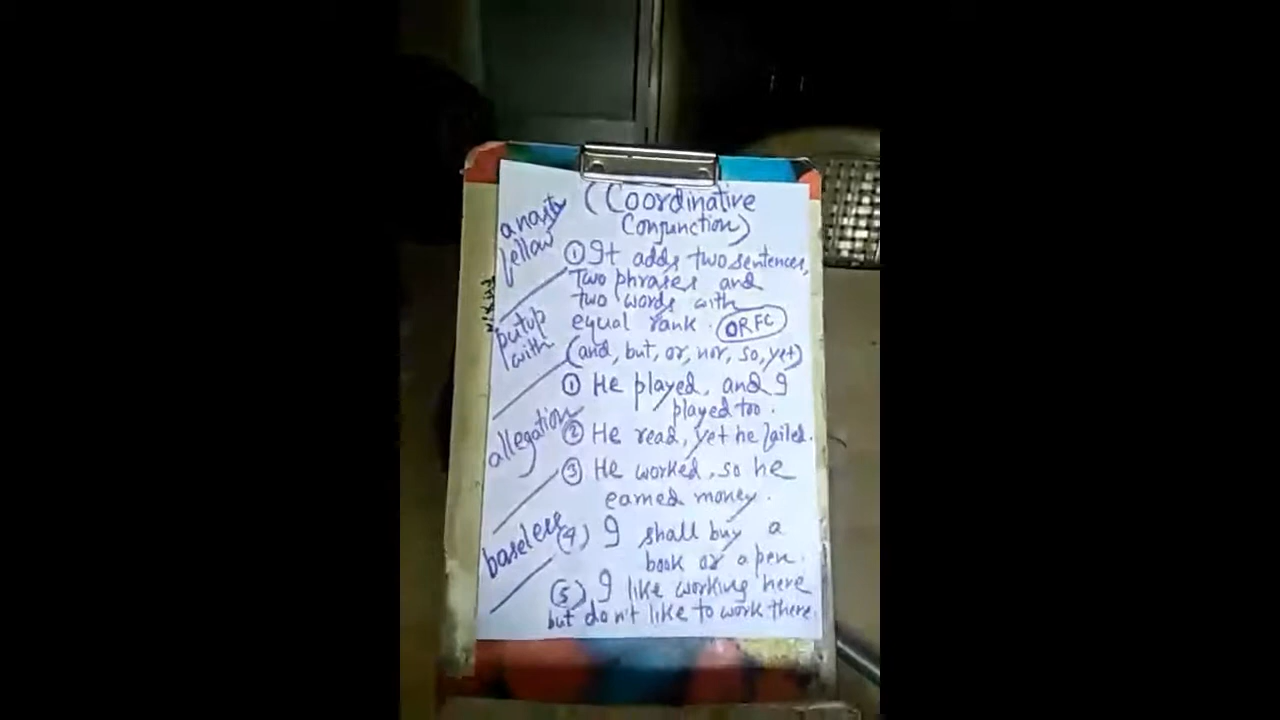 (Coordinative
Conjunction)
① It adds two sentences,
Two phrases and
two words with
equal rank. ORFC
(and, but, or, nor, so, yet)
① He played, and I
played too.
② He read, yet he failed.
③ He worked, so he
earned money.
(4) I shall buy a
book or a pen.
(5) I like working here
but don't like to work there.
a nasty
fellow
putup
with
allegation
baseless